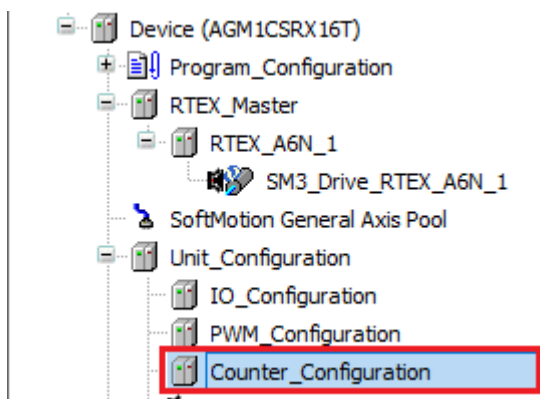 Device (AGM1CSRX16T)
Program_Configuration
RTEX_Master
RTEX_A6N_1
SM3_Drive_RTEX_A6N_1
SoftMotion General Axis Pool
Unit_Configuration
IO_Configuration
PWM_Configuration
Counter_Configuration